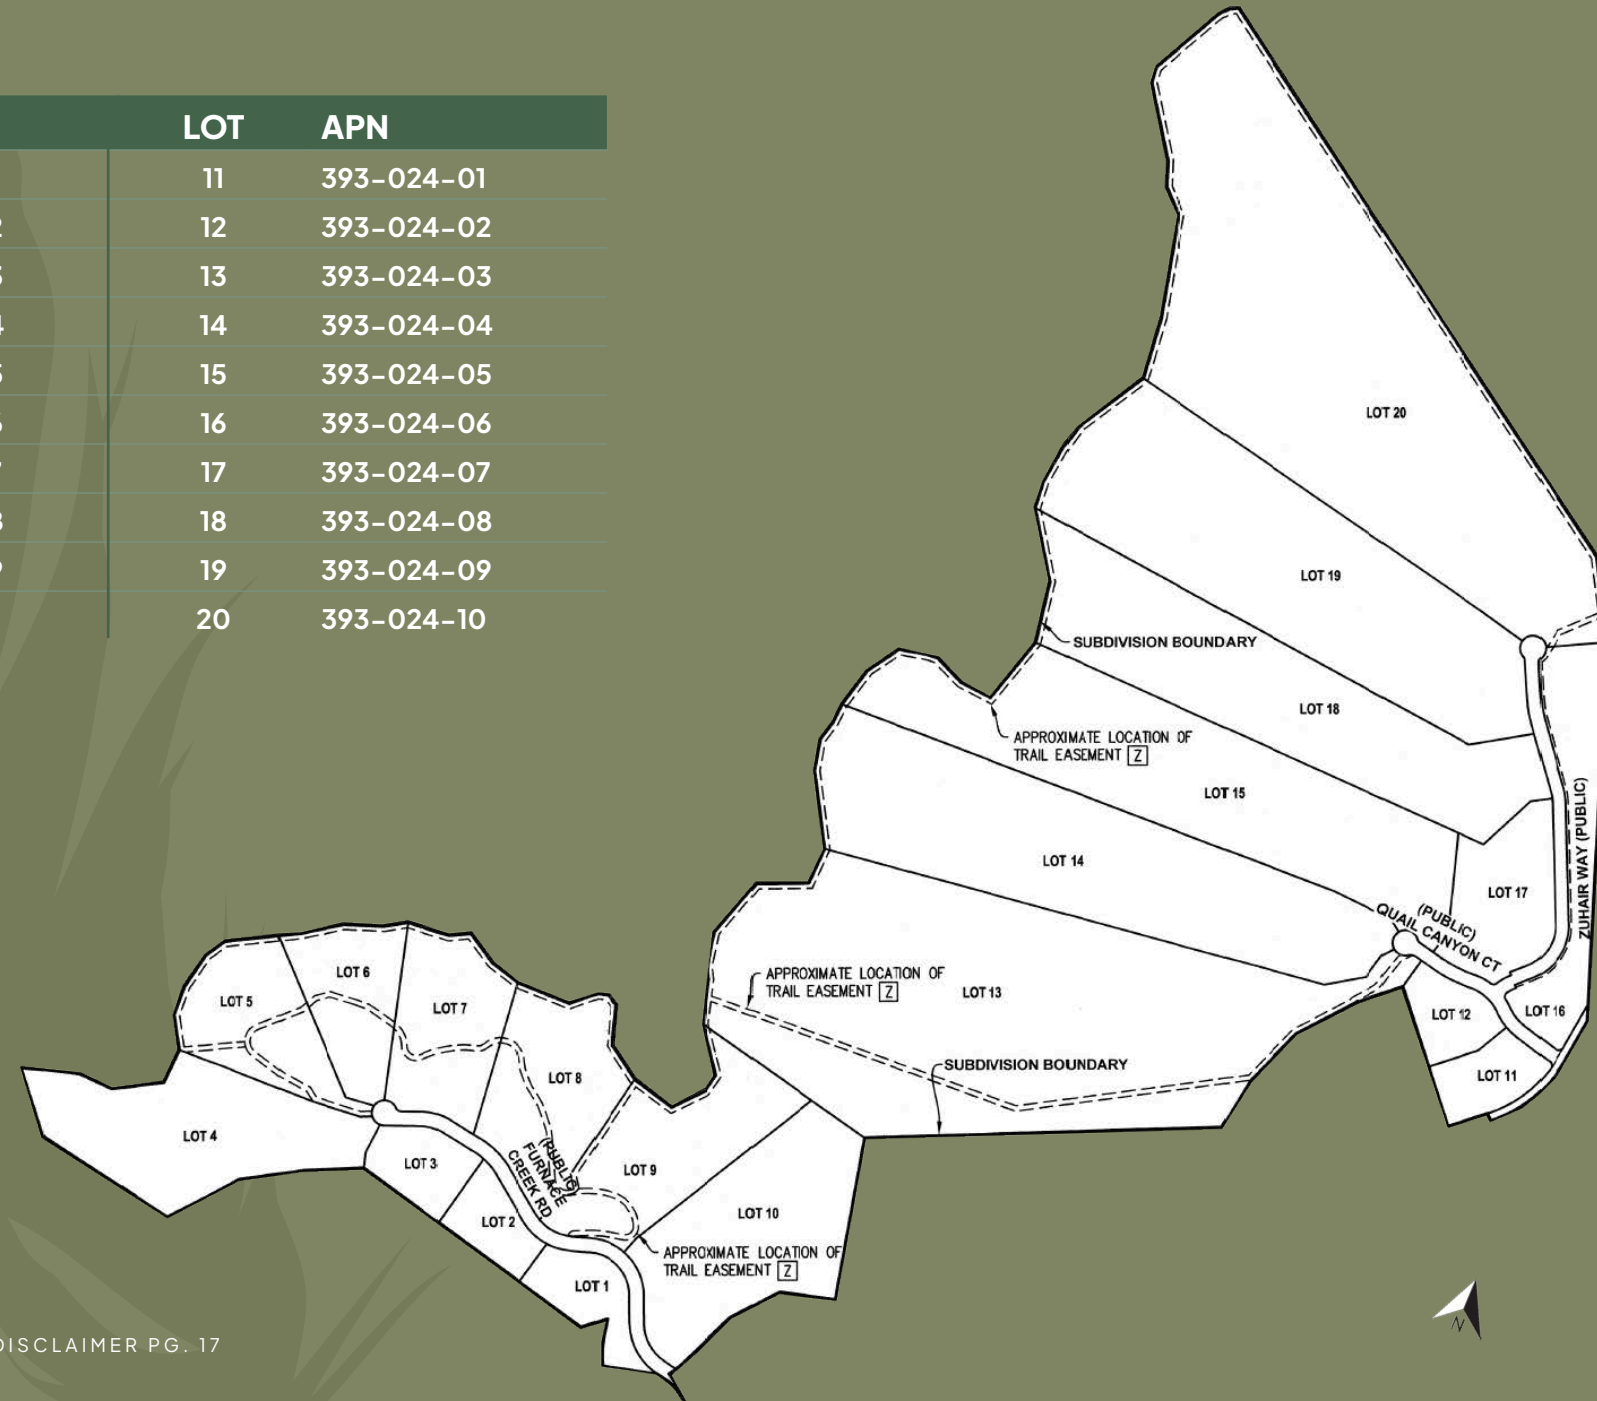 LOT APN
11 393-024-01
12 393-024-02
13 393-024-03
14 393-024-04
15 393-024-05
16 393-024-06
17 393-024-07
18 393-024-08
19 393-024-09
20 393-024-10
LOT 20
LOT 19
SUBDIVISION BOUNDARY
LOT 18
APPROXIMATE LOCATION OF
TRAIL EASEMENT Z
LOT 15
ZUHAIR WAY (PUBLIC)
LOT 14
LOT 17
(PUBLIC)
QUAIL CANYON CT
APPROXIMATE LOCATION OF
TRAIL EASEMENT Z
LOT 13
LOT 6
LOT 5
LOT 7
LOT 12
LOT 16
SUBDIVISION BOUNDARY
LOT 8
LOT 11
LOT 4
LOT 3
(PUBLIC)
FURNACE
CREEK RD
LOT 9
LOT 2
LOT 10
APPROXIMATE LOCATION OF
TRAIL EASEMENT Z
LOT 1
N
DISCLAIMER PG. 17